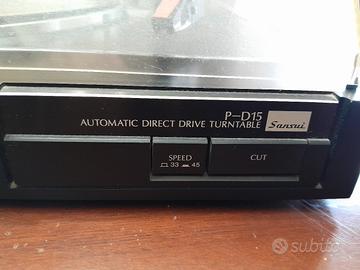 P-D15
AUTOMATIC DIRECT DRIVE TURNTABLE Sansui
SPEED CUT
33 45
subito